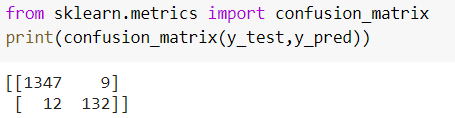 from sklearn.metrics import confusion_matrix
print(confusion_matrix(y_test,y_pred))
[[1347    9]
 [  12  132]]